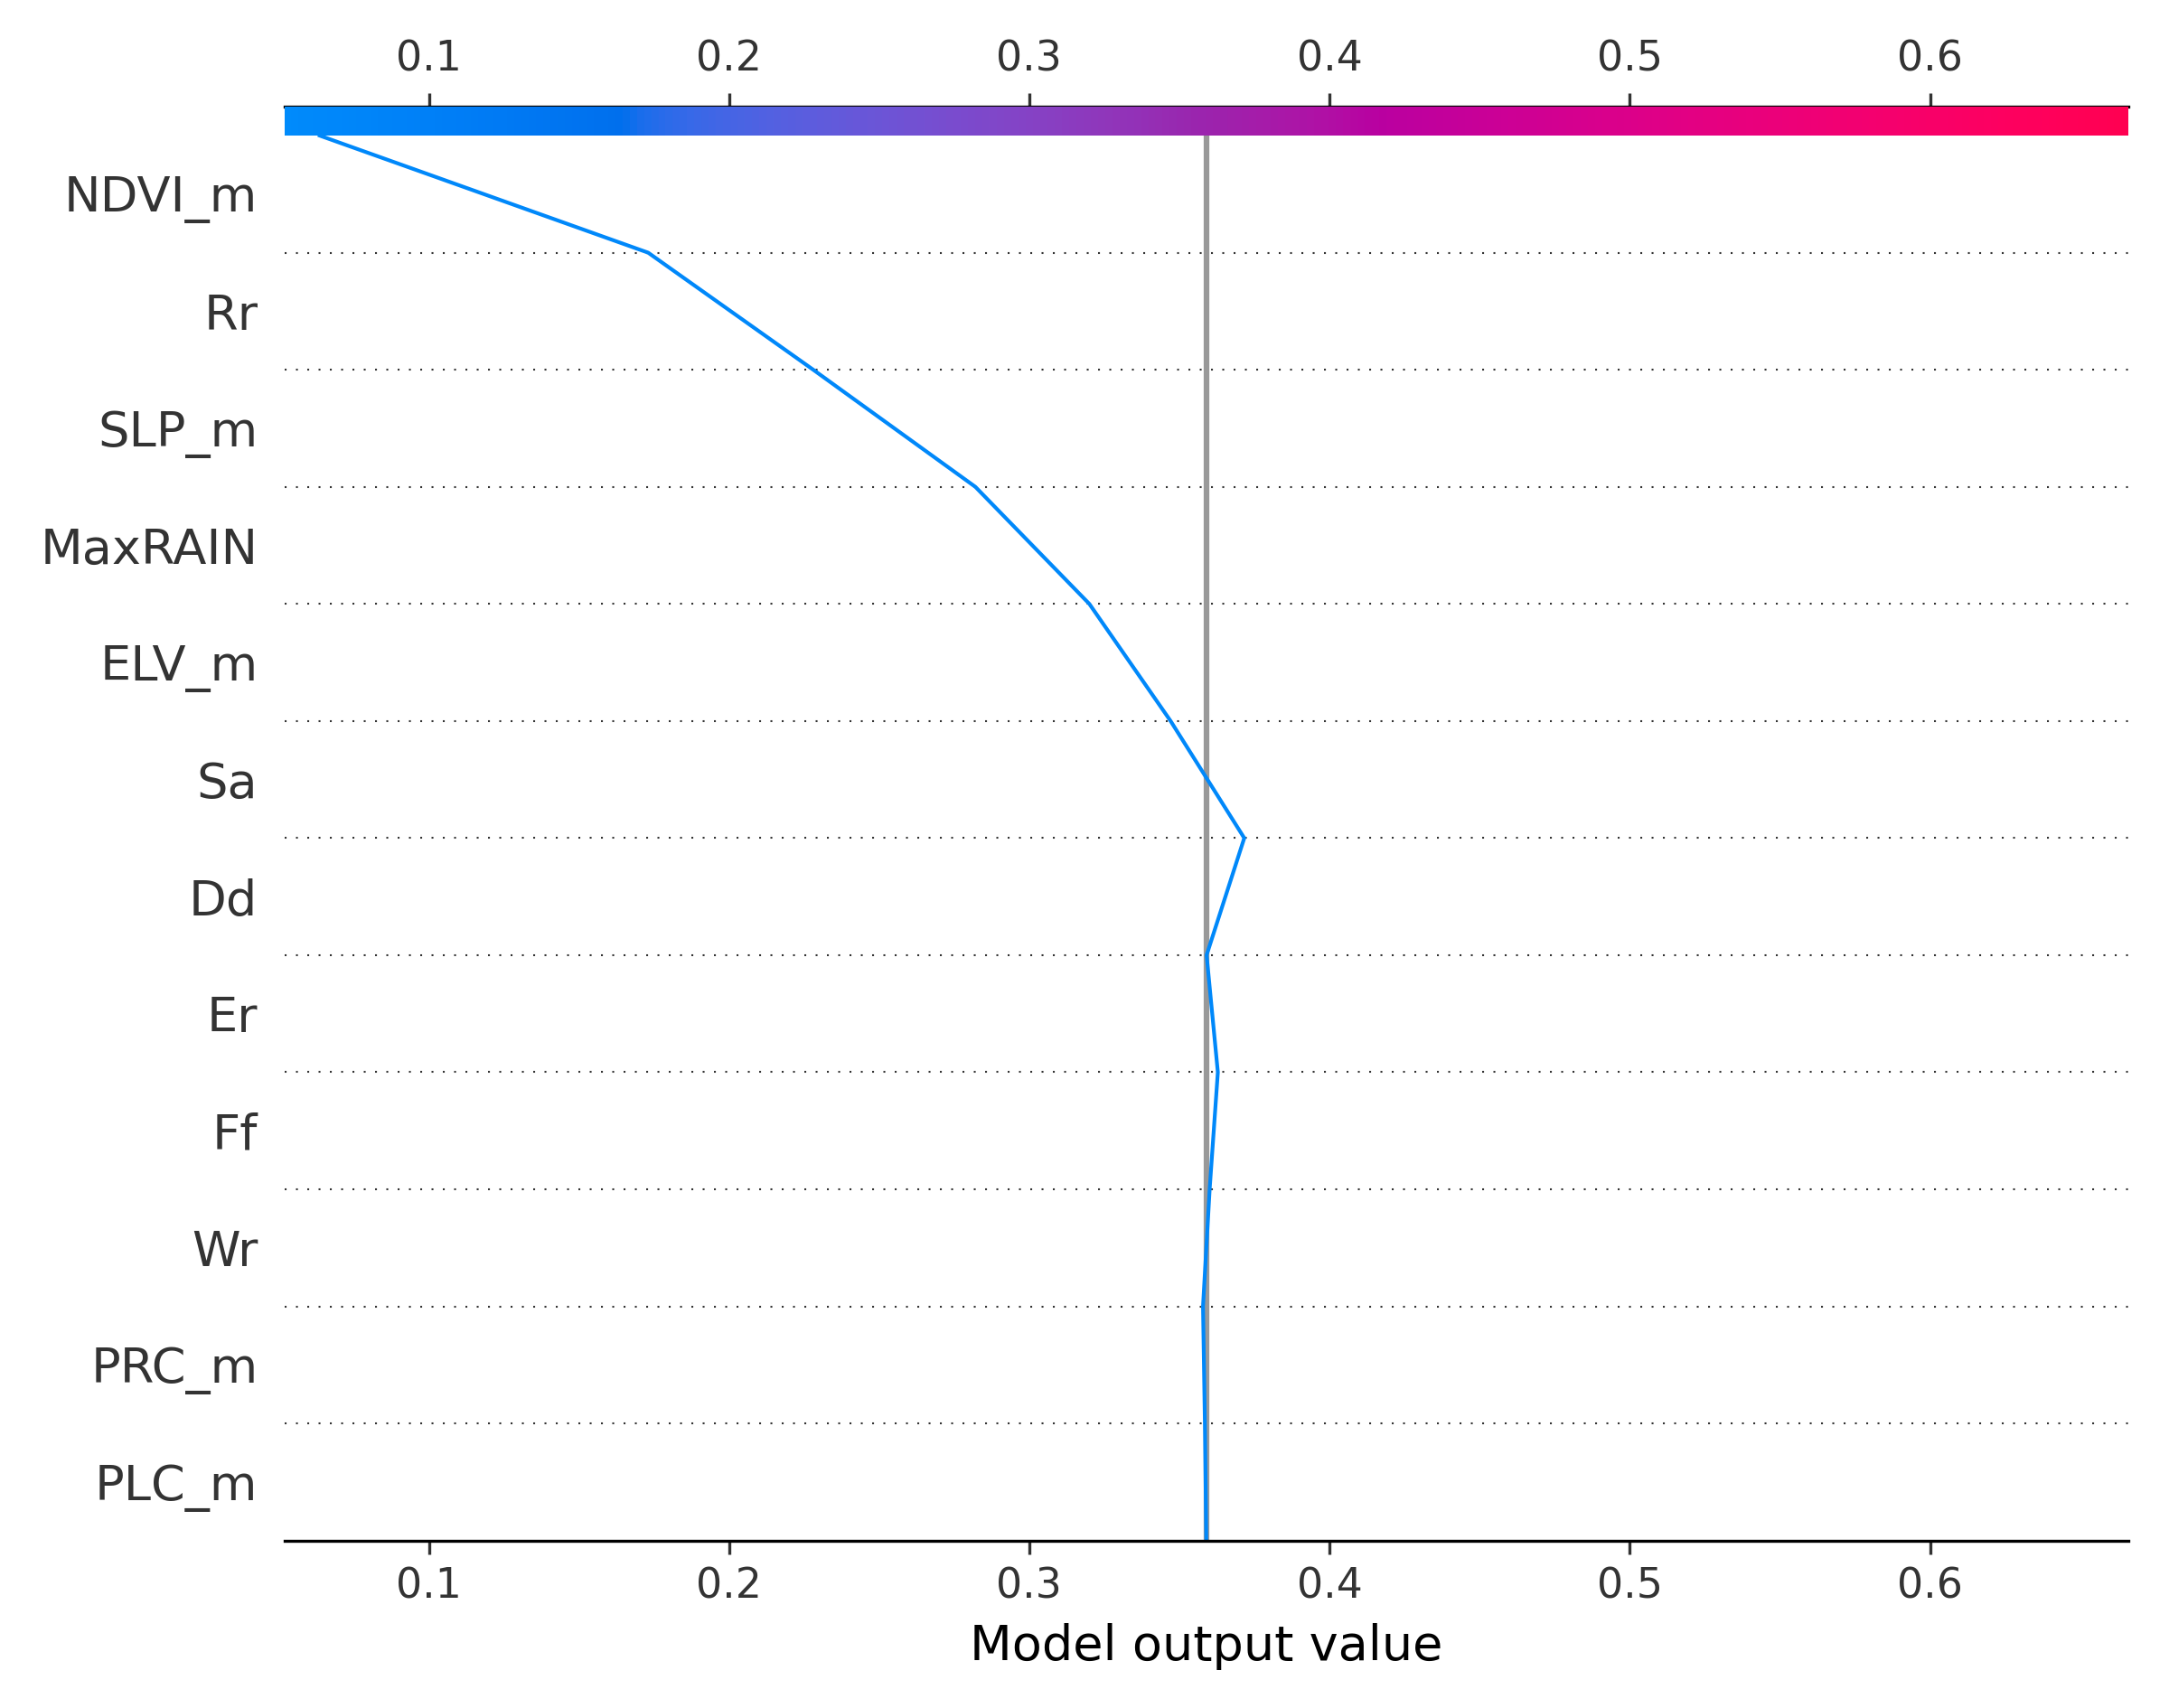 0.1 0.2 0.3 0.4 0.5 0.6
NDVI_m
Rr
SLP_m
MaxRAIN
ELV_m
Sa
Dd
Er
Ff
Wr
PRC_m
PLC_m
0.1 0.2 0.3 0.4 0.5 0.6
Model output value